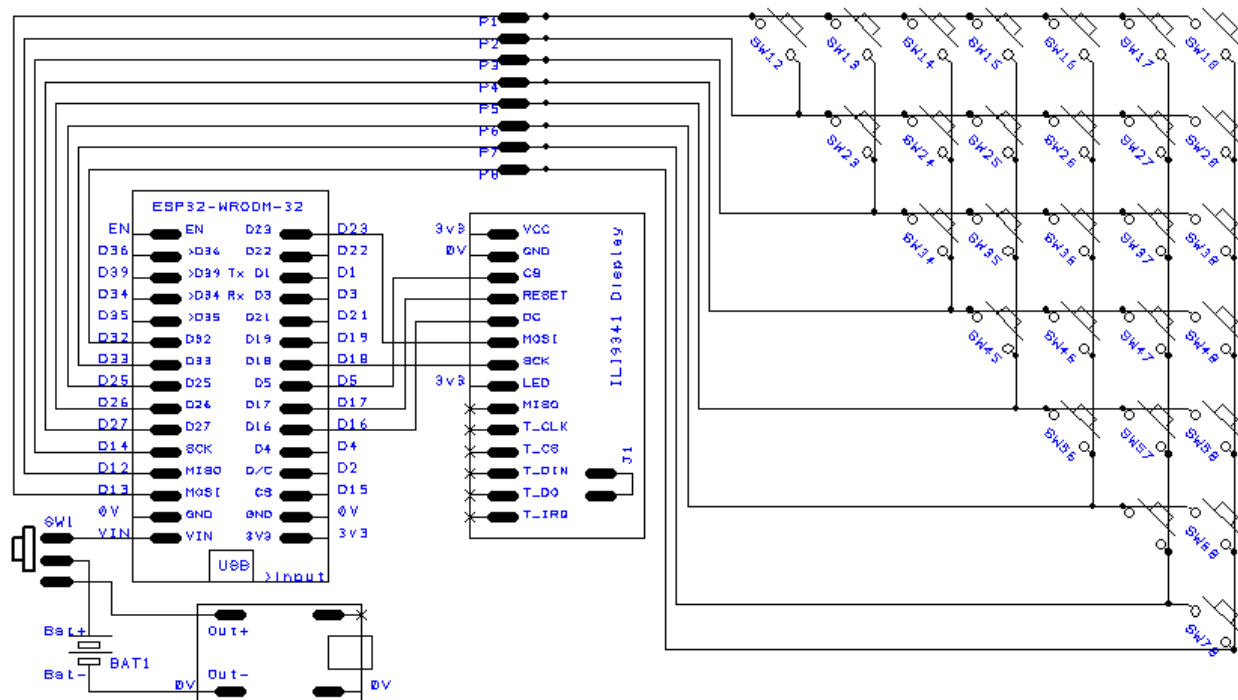 P1
P2
P3
P4
P5
P6
P7
P8
SW12
SW13
SW14
SW15
SW16
SW17
SW18
SW23
SW24
SW25
SW26
SW27
SW28
SW34
SW35
SW36
SW37
SW38
SW45
SW46
SW47
SW48
SW56
SW57
SW58
SW68
SW78
ESP32-WROOM-32
EN EN D23 D23
D36 >D36 D22 D22
D39 >D39 Tx D1 D1
D34 >D34 Rx D3 D3
D35 >D35 D21 D21
D32 D32 D19 D19
D33 D33 D18 D18
D25 D25 D5 D5
D26 D26 D17 D17
D27 D27 D16 D16
D14 SCK D4 D4
D12 MISO D/C D2
D13 MOSI CS D15
0V GND GND 0V
VIN VIN 3V3 3v3
USB
>Input
ILI9341 Display
3v3 VCC
0V GND
CS
RESET
DC
MOSI
SCK
3v3 LED
MISO
T_CLK
T_CS
T_DIN
T_DO
T_IRQ
J1
SW1
Bat+
Bat-
BAT1
Out+
Out-
0V
0V